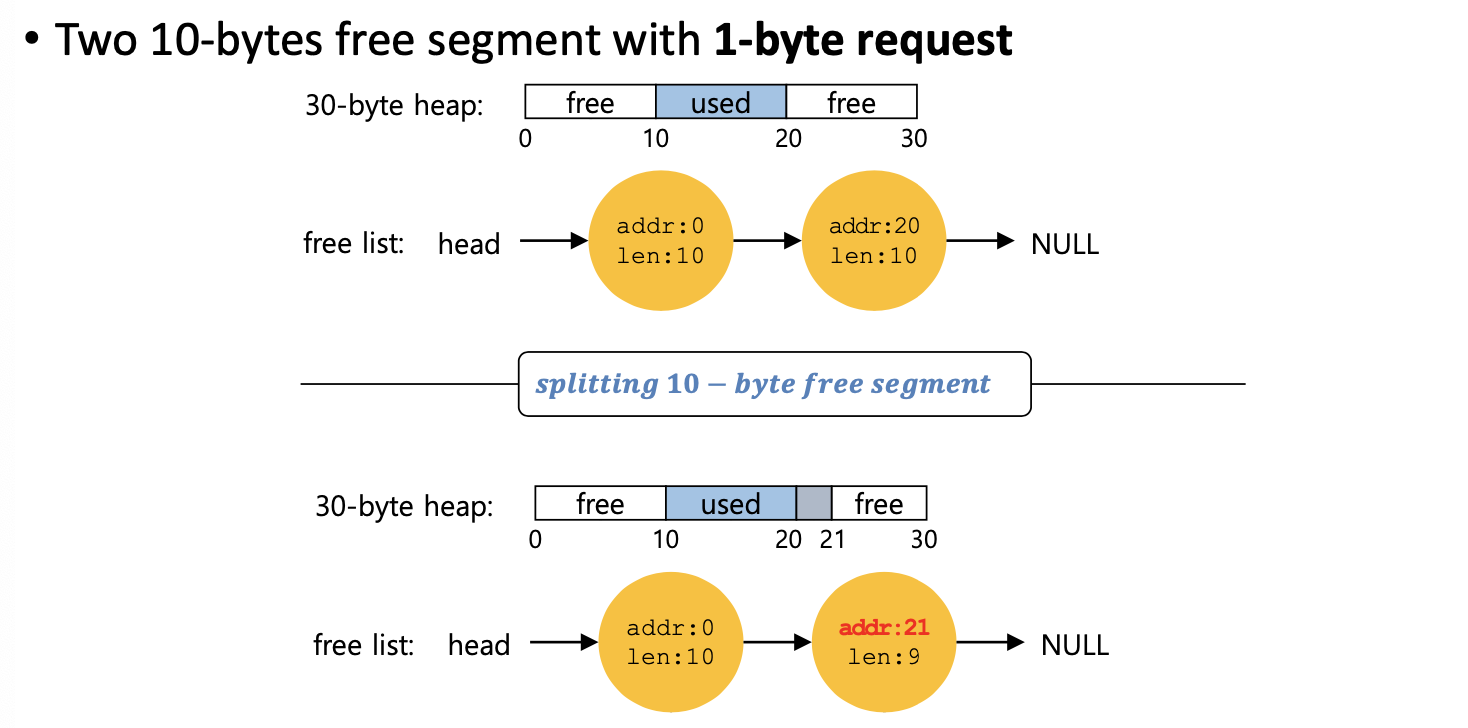 • Two 10-bytes free segment with 1-byte request
30-byte heap: free used free
0 10 20 30
free list: head addr:0 len:10 addr:20 len:10 NULL
splitting 10 − byte free segment
30-byte heap: free used free
0 10 20 21 30
free list: head addr:0 len:10 addr:21 len:9 NULL